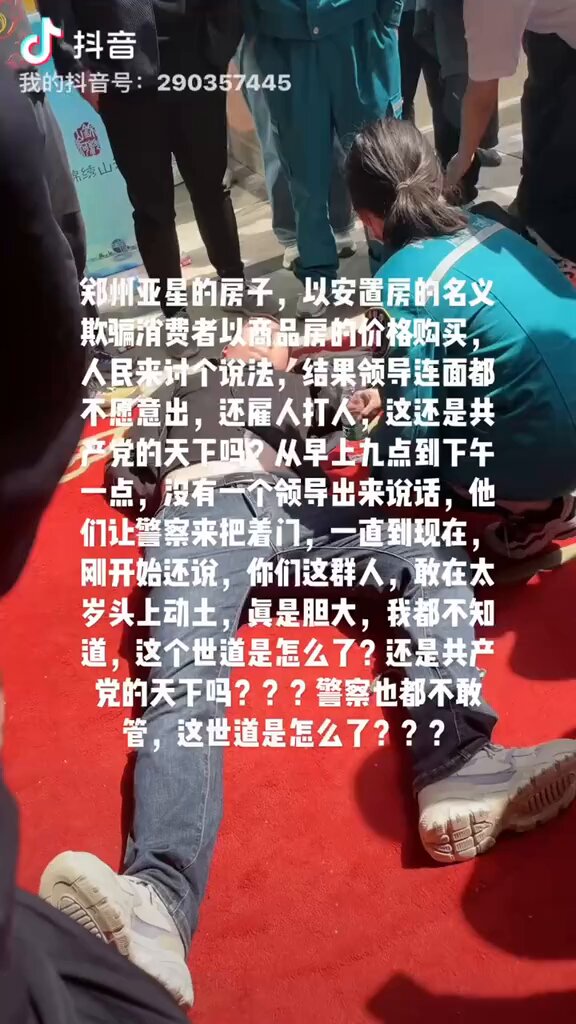 抖音
我的抖音号：290357445
郑州亚星的房子，以安置房的名义
欺骗消费者以商品房的价格购买，
人民来讨个说法，结果领导连面都
不愿意出，还雇人打人，这还是共
产党的天下吗？从早上九点到下午
一点，没有一个领导出来说话，他
们让警察来把着门，一直到现在，
刚开始还说，你们这群人，敢在太
岁头上动土，真是胆大，我都不知
道，这个世道是怎么了？还是共产
党的天下吗？？？警察也都不敢
管，这世道是怎么了？？？